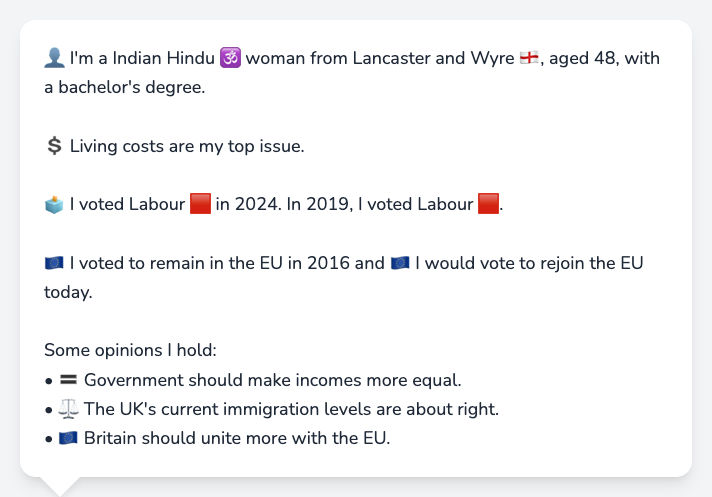 👤 I'm a Indian Hindu 🕉️ woman from Lancaster and Wyre 🏴󠁧󠁢󠁥󠁮󠁧󠁿, aged 48, with
a bachelor's degree.
💲 Living costs are my top issue.
🗳️ I voted Labour 🟥 in 2024. In 2019, I voted Labour 🟥.
🇪🇺 I voted to remain in the EU in 2016 and 🇪🇺 I would vote to rejoin the EU
today.
Some opinions I hold:
• 🟰 Government should make incomes more equal.
• ⚖️ The UK's current immigration levels are about right.
• 🇪🇺 Britain should unite more with the EU.